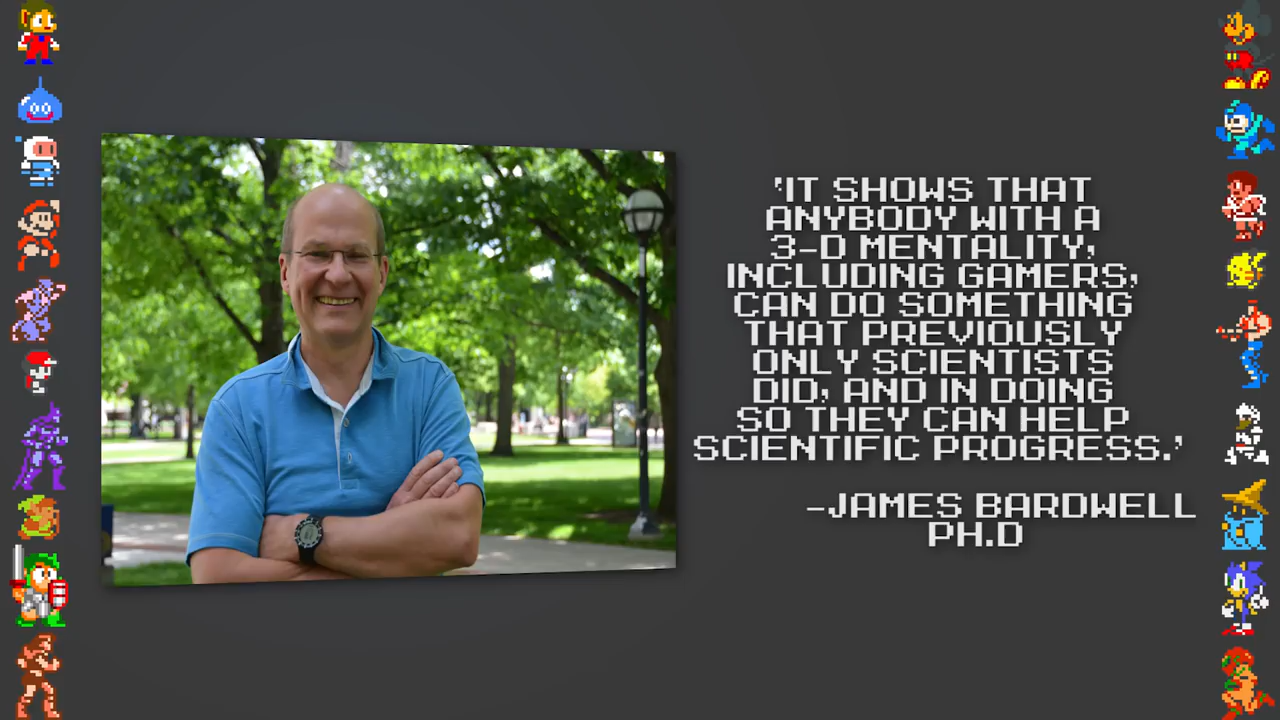 'IT SHOWS THAT
ANYBODY WITH A
3-D MENTALITY,
INCLUDING GAMERS,
CAN DO SOMETHING
THAT PREVIOUSLY
ONLY SCIENTISTS
DID, AND IN DOING
SO THEY CAN HELP
SCIENTIFIC PROGRESS.'
-JAMES BARDWELL
PH.D